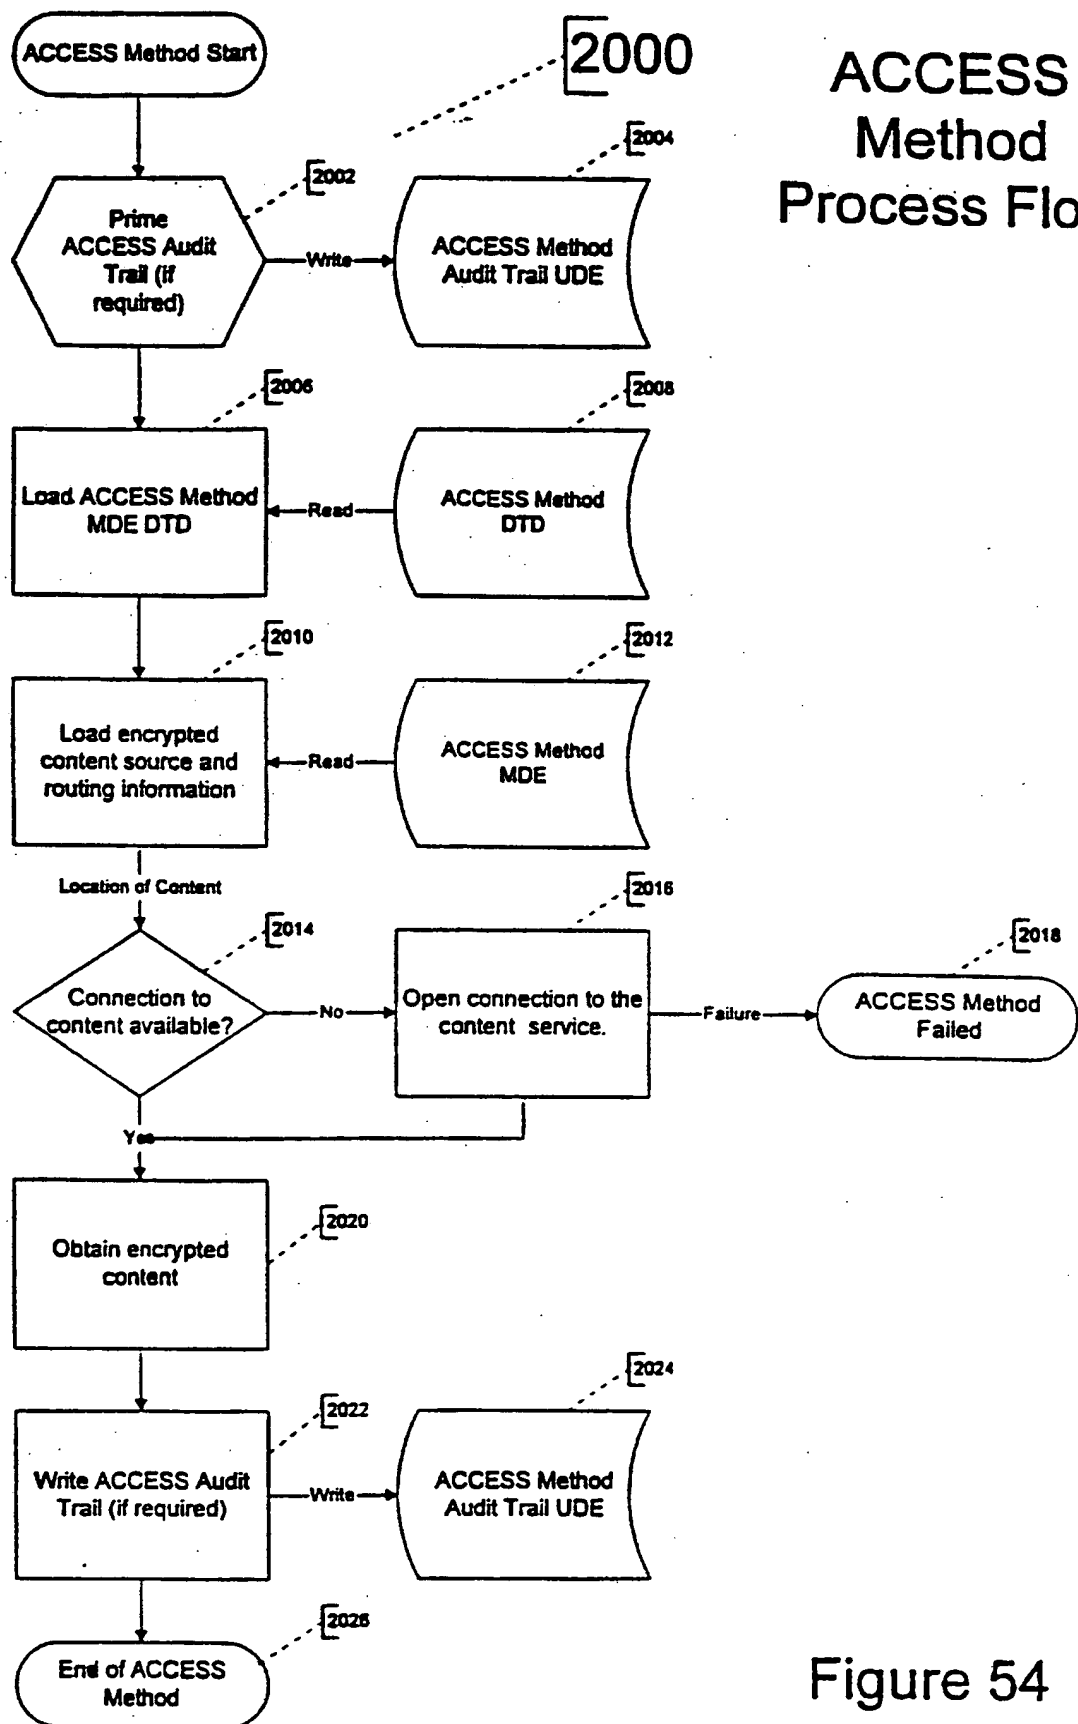 ACCESS Method Start
2000
ACCESS
Method
Process Flo
2002
2004
Prime
ACCESS Audit
Trail (if
required)
Write
ACCESS Method
Audit Trail UDE
2006
2008
Load ACCESS Method
MDE DTD
Read
ACCESS Method
DTD
2010
2012
Load encrypted
content source and
routing information
Read
ACCESS Method
MDE
Location of Content
2014
2016
2018
Connection to
content available?
No
Open connection to the
content service.
Failure
ACCESS Method
Failed
Yes
2020
Obtain encrypted
content
2022
2024
Write ACCESS Audit
Trail (if required)
Write
ACCESS Method
Audit Trail UDE
2026
End of ACCESS
Method
Figure 54